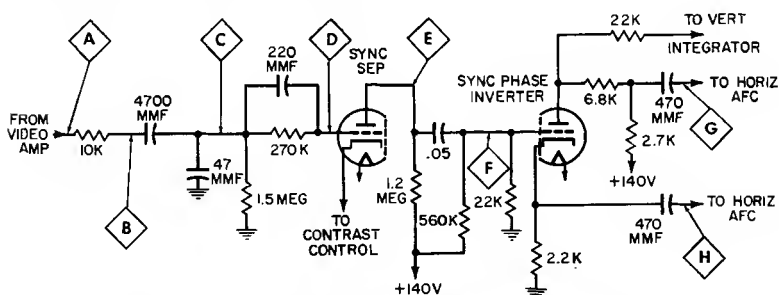 A
C
D
E
22K
TO VERT
INTEGRATOR
220
MMF
SYNC
SEP
SYNC PHASE
INVERTER
4700
MMF
6.8K
470
MMF
TO HORIZ
AFC
G
FROM
VIDEO
AMP
10K
270K
.05
2.7K
47
MMF
1.2
MEG
F
+140V
1.5 MEG
22K
560K
B
TO
CONTRAST
CONTROL
470
MMF
TO HORIZ
AFC
H
2.2K
+140V